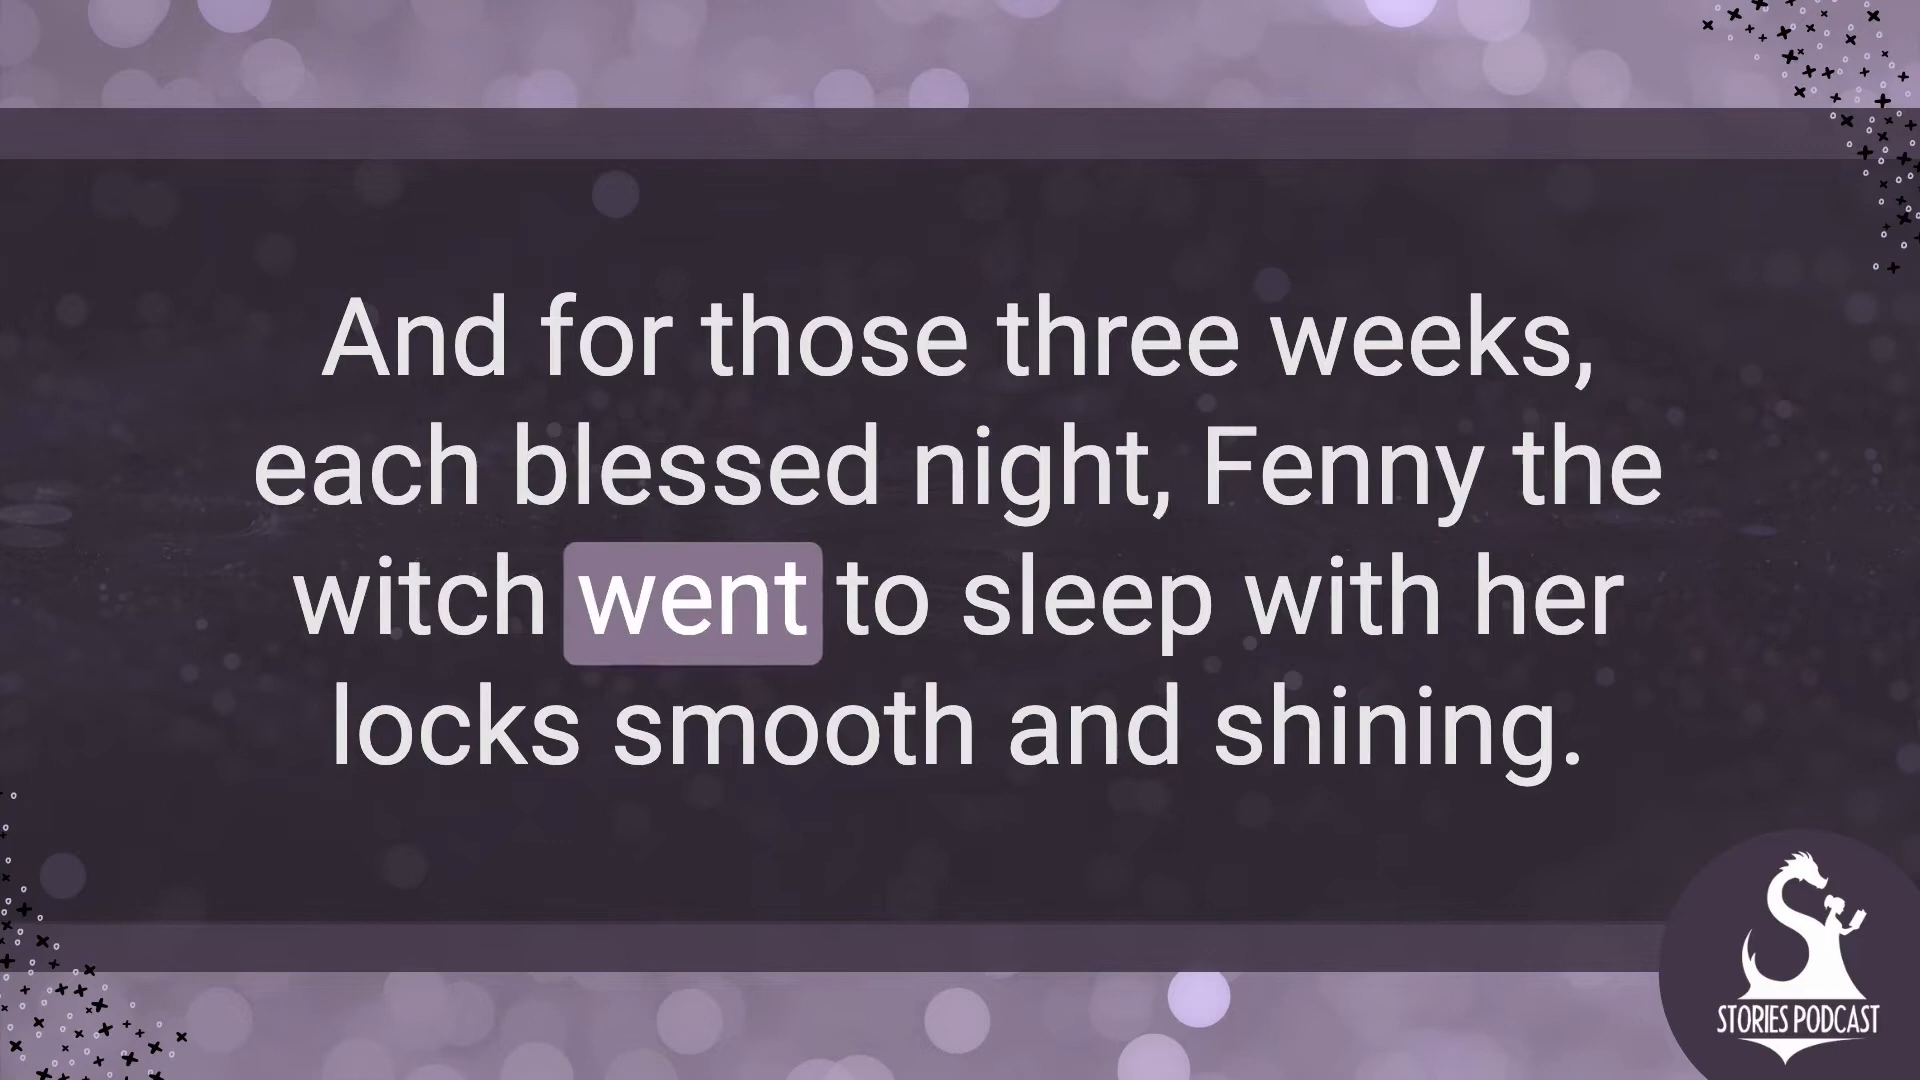 And for those three weeks,
each blessed night, Fenny the
witch went to sleep with her
locks smooth and shining.
STORIES PODCAST